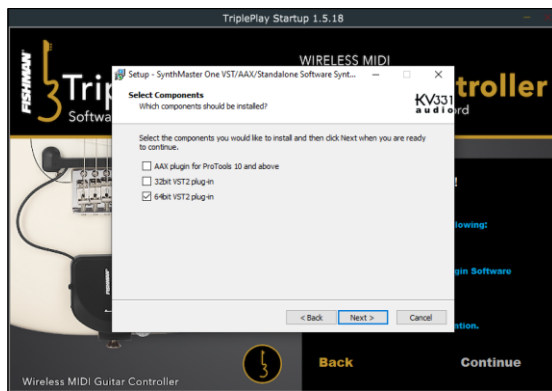 TriplePlay Startup 1.5.18
FISHMAN
WIRELESS MIDI
Trip
troller
Softwa
rd
Setup - SynthMaster One VST/AAX/Standalone Software Synt...
Select Components
Which components should be installed?
KV331
audio
Select the components you would like to install and then click Next when you are ready
to continue.
AAX plugin for ProTools 10 and above
32bit VST2 plug-in
64bit VST2 plug-in
< Back
Next >
Cancel
!
lowing:
gin Software
ntion.
Back
Continue
Wireless MIDI Guitar Controller